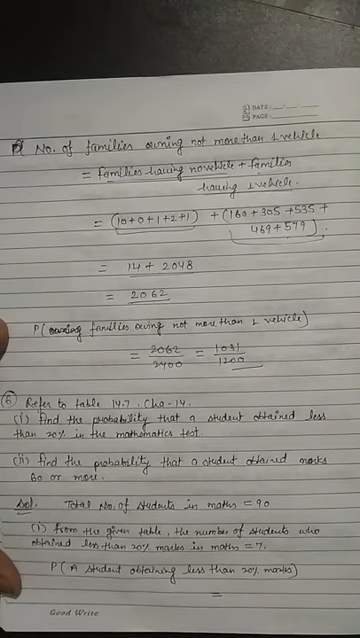 DATE: __/__/__
PAGE:
No. of families owning not more than 1 vehicle
= families having no vehicle + families
having 1 vehicle.
= (10+0+1+2+1) + (160 + 305 + 535 +
469 + 579)
= 14 + 2048
= 2062
P( families owing not more than 1 vehicle)
= 2062/2400 = 1031/1200
(6) Refer to table 14.7, Cha-14.
(i) find the probability that a student obtained less
than 20% in the mathematics test.
(ii) find the probability that a student obtained marks
60 or more.
Sol. Total No. of students in maths = 90
(i) from the given table, the number of students who
obtained less than 20% marks in maths = 7.
P( A student obtaining less than 20% marks)
=
Good Write